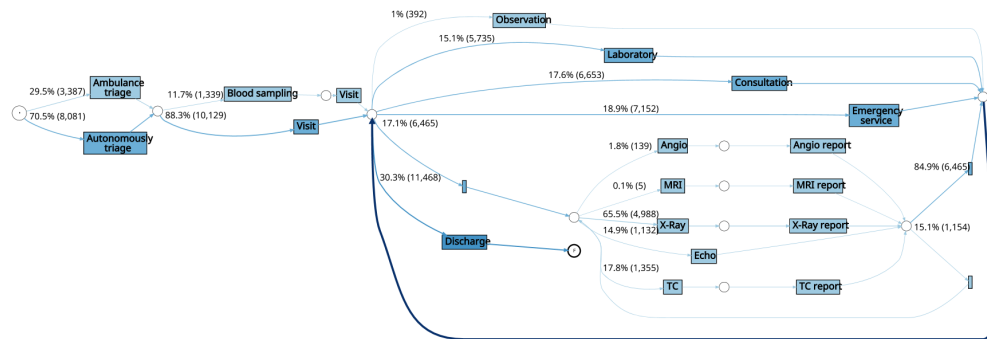 1% (392)
Observation
15.1% (5,735)
Laboratory
17.6% (6,653)
Consultation
29.5% (3,387)
Ambulance
triage
11.7% (1,339)
Blood sampling
Visit
70.5% (8,081)
Autonomously
triage
88.3% (10,129)
Visit
18.9% (7,152)
Emergency
service
17.1% (6,465)
1.8% (139)
Angio
Angio report
84.9% (6,465)
30.3% (11,468)
0.1% (5)
MRI
MRI report
65.5% (4,988)
X-Ray
X-Ray report
14.9% (1,132)
15.1% (1,154)
Discharge
Echo
17.8% (1,355)
TC
TC report